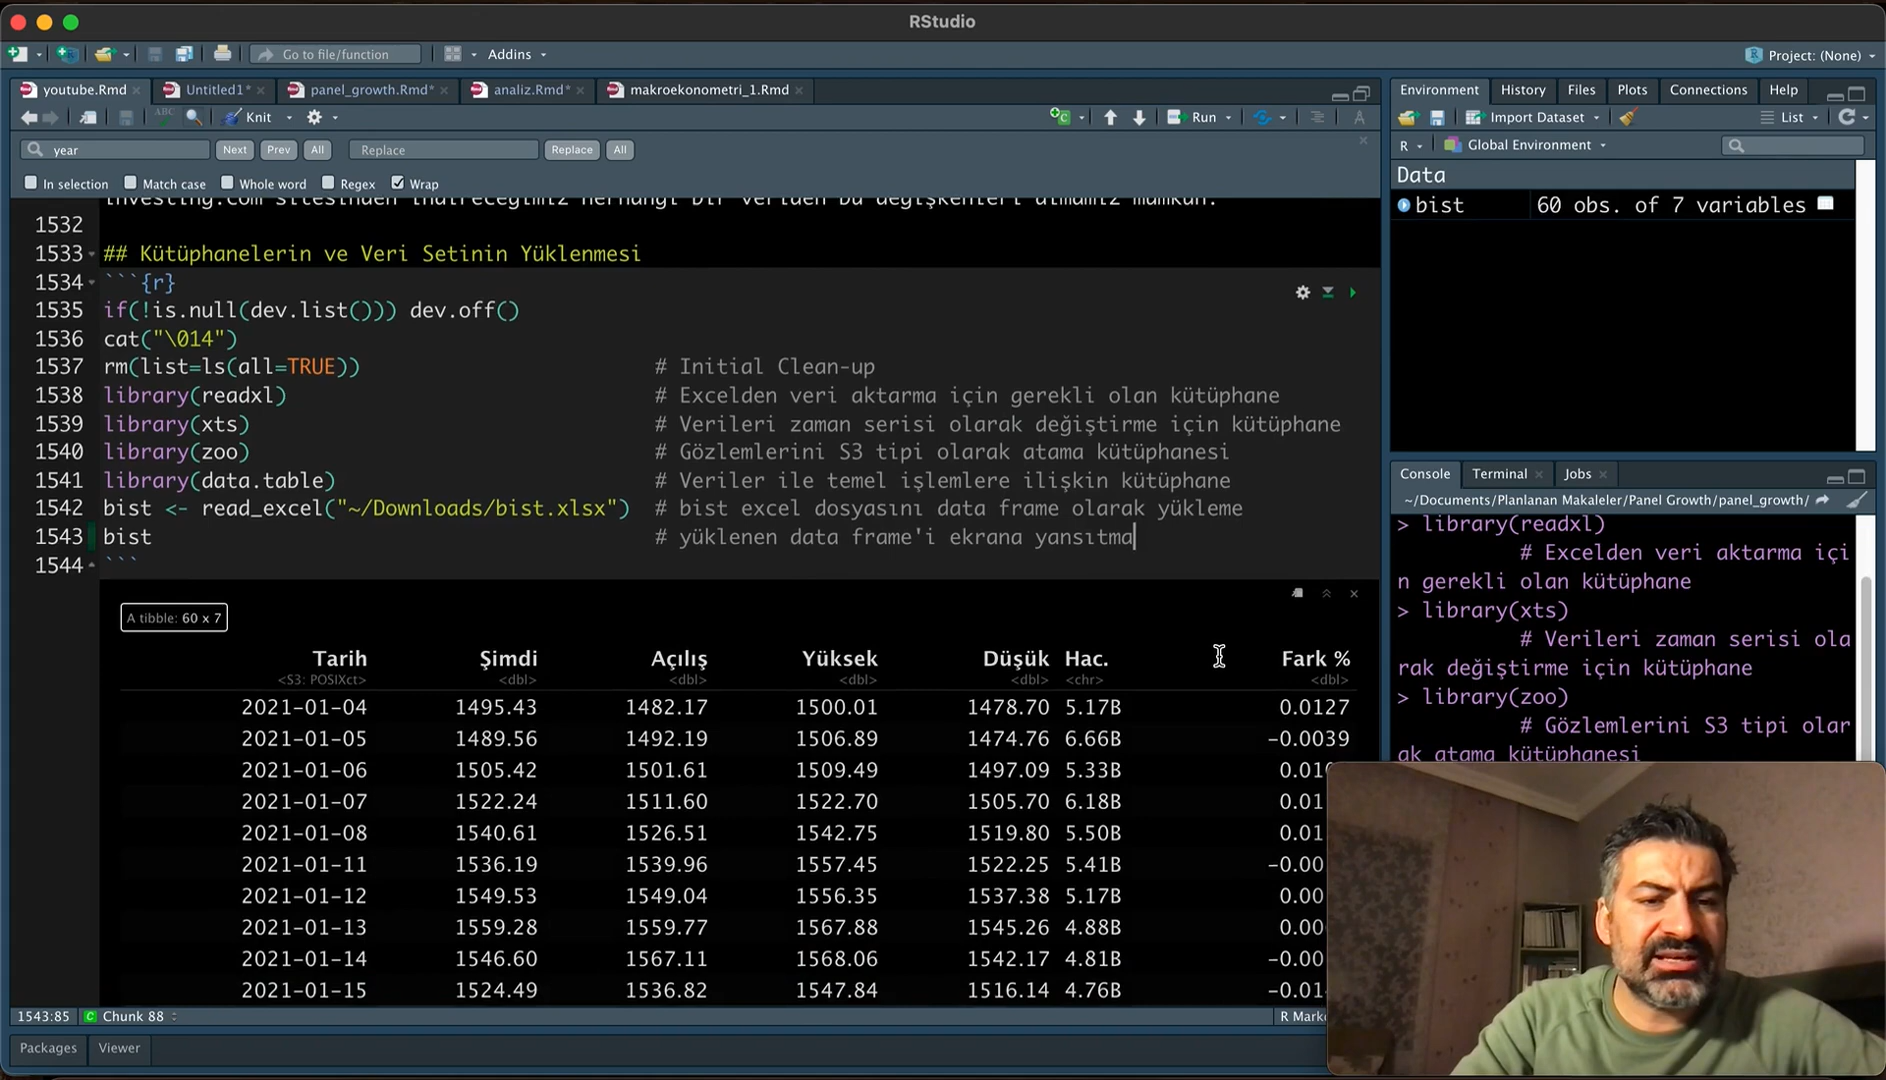 RStudio
Go to file/function
Addins
Project: (None)
youtube.Rmd
Untitled1*
panel_growth.Rmd*
analiz.Rmd*
makroekonometri_1.Rmd
Environment
History
Files
Plots
Connections
Help
ABC
Knit
Run
Import Dataset
List
year
Next
Prev
All
Replace
Replace
All
R
Global Environment
In selection
Match case
Whole word
Regex
Wrap
Data
bist
60 obs. of 7 variables
1532
1533 ## Kütüphanelerin ve Veri Setinin Yüklenmesi
1534 ```{r}
1535 if(!is.null(dev.list())) dev.off()
1536 cat("\014")
1537 rm(list=ls(all=TRUE)) # Initial Clean-up
1538 library(readxl) # Excelden veri aktarma için gerekli olan kütüphane
1539 library(xts) # Verileri zaman serisi olarak değiştirme için kütüphane
1540 library(zoo) # Gözlemlerini S3 tipi olarak atama kütüphanesi
1541 library(data.table) # Veriler ile temel işlemlere ilişkin kütüphane
1542 bist <- read_excel("~/Downloads/bist.xlsx") # bist excel dosyasını data frame olarak yükleme
1543 bist # yüklenen data frame'i ekrana yansıtma
1544 ```
A tibble: 60 x 7
Tarih Şimdi Açılış Yüksek Düşük Hac. Fark %
<S3: POSIXct> <dbl> <dbl> <dbl> <dbl> <chr> <dbl>
2021-01-04 1495.43 1482.17 1500.01 1478.70 5.17B 0.0127
2021-01-05 1489.56 1492.19 1506.89 1474.76 6.66B -0.0039
2021-01-06 1505.42 1501.61 1509.49 1497.09 5.33B
2021-01-07 1522.24 1511.60 1522.70 1505.70 6.18B 0.01
2021-01-08 1540.61 1526.51 1542.75 1519.80 5.50B 0.01
2021-01-11 1536.19 1539.96 1557.45 1522.25 5.41B -0.00
2021-01-12 1549.53 1549.04 1556.35 1537.38 5.17B 0.00
2021-01-13 1559.28 1559.77 1567.88 1545.26 4.88B 0.00
2021-01-14 1546.60 1567.11 1568.06 1542.17 4.81B -0.00
2021-01-15 1524.49 1536.82 1547.84 1516.14 4.76B
1543:85
Chunk 88
R Mark
Packages
Viewer
Console
Terminal
Jobs
~/Documents/Planlanan Makaleler/Panel Growth/panel_growth/
> library(readxl)
# Excelden veri aktarma içi
n gerekli olan kütüphane
> library(xts)
# Verileri zaman serisi ola
rak değiştirme için kütüphane
> library(zoo)
# Gözlemlerini S3 tipi olar
ak atama kütüphanesi